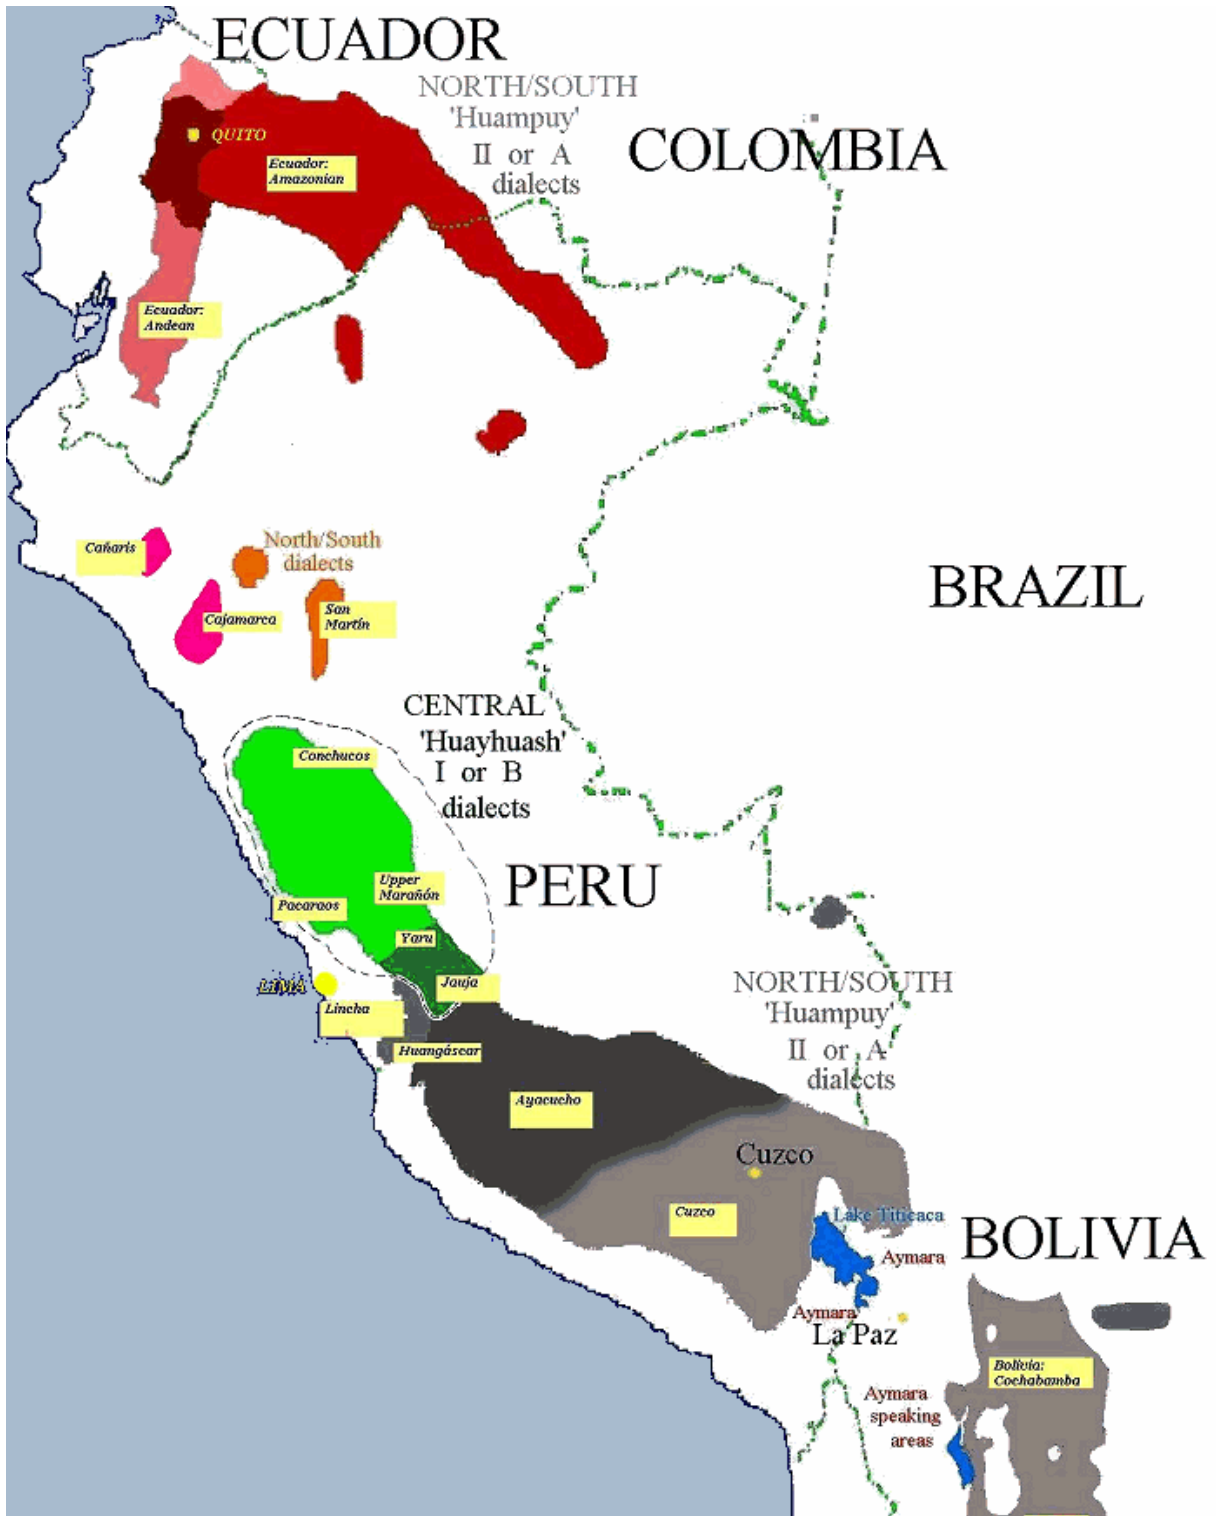 ECUADOR
NORTH/SOUTH
'Huampuy'
II or A
dialects
COLOMBIA
QUITO
Ecuador:
Amazonian
Ecuador:
Andean
Cañaris
North/South
dialects
Cajamarca
San
Martín
BRAZIL
CENTRAL
'Huayhuash'
I or B
dialects
Conchucos
PERU
Upper
Marañón
Pacaraos
Yaru
Jauja
LIMA
Lincha
Huangáscar
NORTH/SOUTH
'Huampuy'
II or A
dialects
Ayacucho
Cuzco
Cuzco
Lake Titicaca
BOLIVIA
Aymara
Aymara
La Paz
Bolivia:
Cochabamba
Aymara
speaking
areas